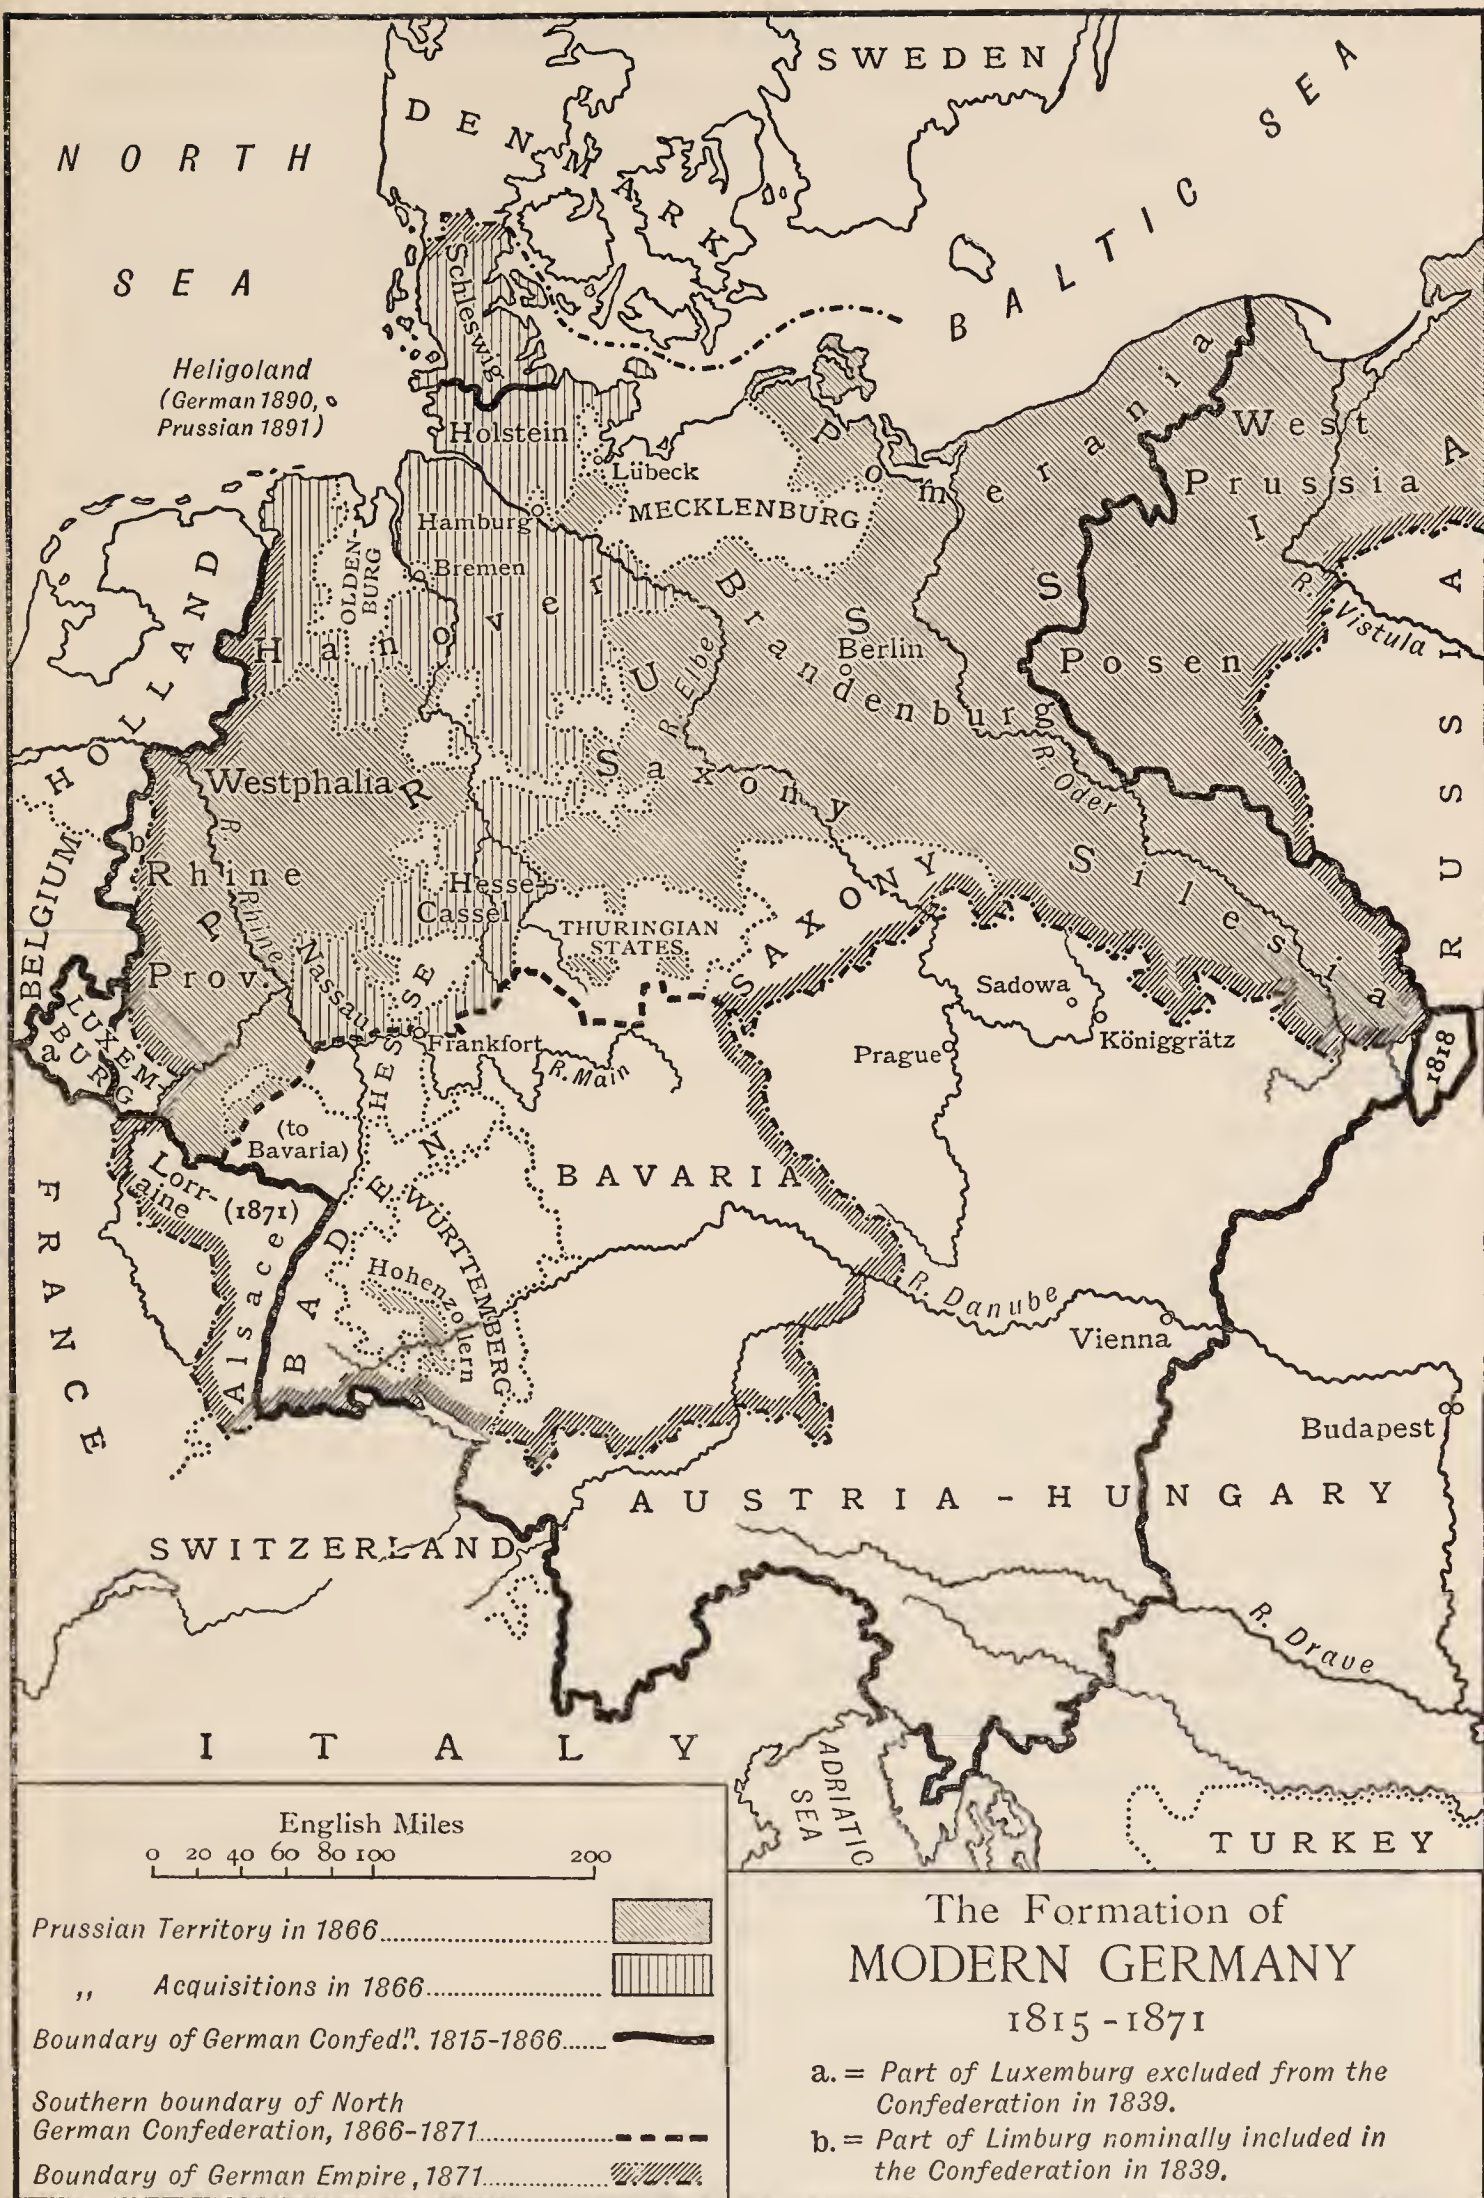 SWEDEN
DENMARK
NORTH
SEA
BALTIC SEA
Schleswig
Heligoland
(German 1890,
Prussian 1891)
Holstein
Lübeck
MECKLENBURG
Pomerania
West
Prussia
Hamburg
Bremen
OLDEN-
BURG
HOLLAND
Hanover
Brandenburg
Berlin
R. Elbe
Posen
R. Vistula
RUSSIA
PRUSSIA
Westphalia
Saxony
R. Oder
Silesia
b
BELGIUM
Rhine
Prov.
R. Rhine
Hesse-
Cassel
THURINGIAN
STATES
SAXONY
Nassau
HESSE
LUXEM-
BURG
a
Frankfort
R. Main
Sadowa
Königgrätz
Prague
1818
(to
Bavaria)
BAVARIA
Lorr-
aine
(1871)
Alsace
FRANCE
BADEN
WÜRTTEMBERG
Hohenzollern
R. Danube
Vienna
Budapest
AUSTRIA-HUNGARY
SWITZERLAND
R. Drave
ITALY
ADRIATIC
SEA
TURKEY
English Miles
0 20 40 60 80 100 200
Prussian Territory in 1866
,, Acquisitions in 1866
Boundary of German Confedn. 1815-1866
Southern boundary of North
German Confederation, 1866-1871
Boundary of German Empire, 1871
The Formation of
MODERN GERMANY
1815-1871
a. = Part of Luxemburg excluded from the
Confederation in 1839.
b. = Part of Limburg nominally included in
the Confederation in 1839.